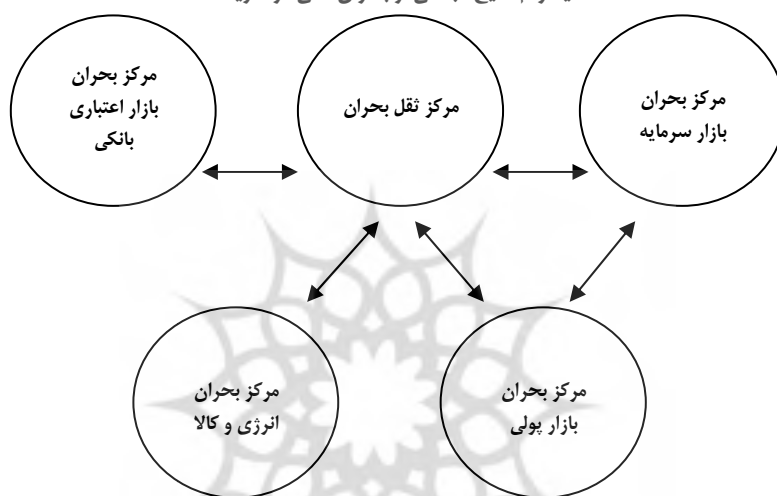 مرکز بحران
بازار سرمایه
مرکز ثقل بحران
مرکز بحران
بازار اعتباری
بانکی
مرکز بحران
بازار پولی
مرکز بحران
انرژی و کالا